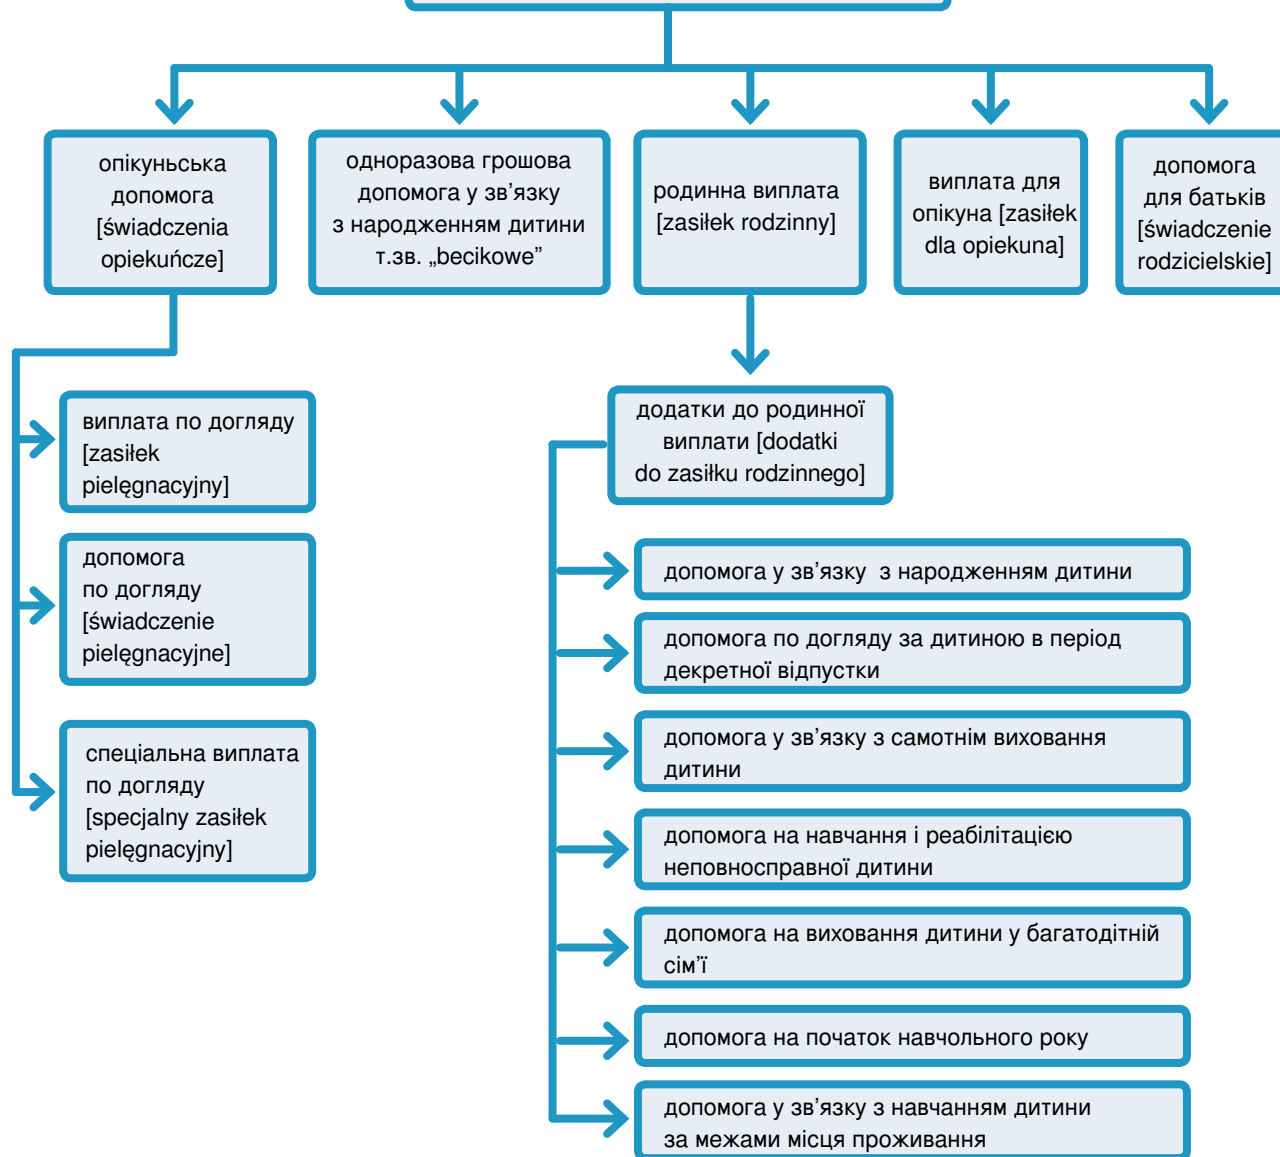 опікуньська
допомога
[świadczenia
opiekuńcze]
одноразова грошова
допомога у зв’язку
з народженням дитини
т.зв. „becikowe”
родинна виплата
[zasiłek rodzinny]
виплата для
опікуна [zasiłek
dla opiekuna]
допомога
для батьків
[świadczenie
rodzicielskie]
виплата по догляду
[zasiłek
pielęgnacyjny]
допомога
по догляду
[świadczenie
pielęgnacyjne]
спеціальна виплата
по догляду
[specjalny zasiłek
pielęgnacyjny]
додатки до родинної
виплати [dodatki
do zasiłku rodzinnego]
допомога у зв’язку  з народженням дитини
допомога по догляду за дитиною в період
декретної відпустки
допомога у зв’язку з самотнім виховання
дитини
допомога на навчання і реабілітацією
неповносправної дитини
допомога на виховання дитини у багатодітній
сім’ї
допомога на початок навчольного року
допомога у зв’язку з навчанням дитини
за межами місця проживання